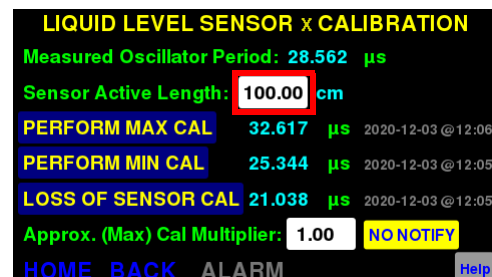 LIQUID LEVEL SENSOR x CALIBRATION
Measured Oscillator Period: 28.562 µs
Sensor Active Length: 100.00 cm
PERFORM MAX CAL 32.617 µs 2020-12-03 @ 12:06
PERFORM MIN CAL 25.344 µs 2020-12-03 @ 12:05
LOSS OF SENSOR CAL 21.038 µs 2020-12-03 @ 12:05
Approx. (Max) Cal Multiplier: 1.00 NO NOTIFY
HOME BACK ALARM Help